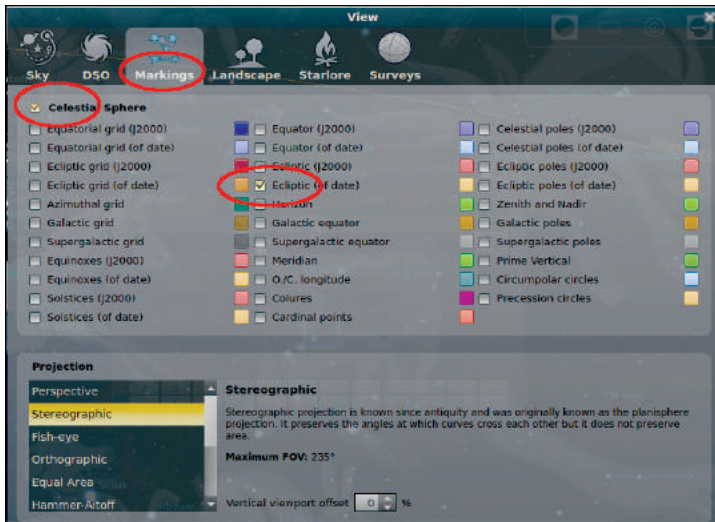 View
Sky DSO Markings Landscape Starlore Surveys
Celestial Sphere
Equatorial grid (J2000) Equator (J2000) Celestial poles (J2000)
Equatorial grid (of date) Equator (of date) Celestial poles (of date)
Ecliptic grid (J2000) Ecliptic (J2000) Ecliptic poles (J2000)
Ecliptic grid (of date) Ecliptic (of date) Ecliptic poles (of date)
Azimuthal grid Horizon Zenith and Nadir
Galactic grid Galactic equator Galactic poles
Supergalactic grid Supergalactic equator Supergalactic poles
Equinoxes (J2000) Meridian Prime Vertical
Equinoxes (of date) O./C. longitude Circumpolar circles
Solstices (J2000) Colures Precession circles
Solstices (of date) Cardinal points
Projection
Perspective
Stereographic
Fish-eye
Orthographic
Equal Area
Hammer-Aitoff
Stereographic
Stereographic projection is known since antiquity and was originally known as the planisphere
projection. It preserves the angles at which curves cross each other but it does not preserve
area.
Maximum FOV: 235°
Vertical viewport offset 0 %